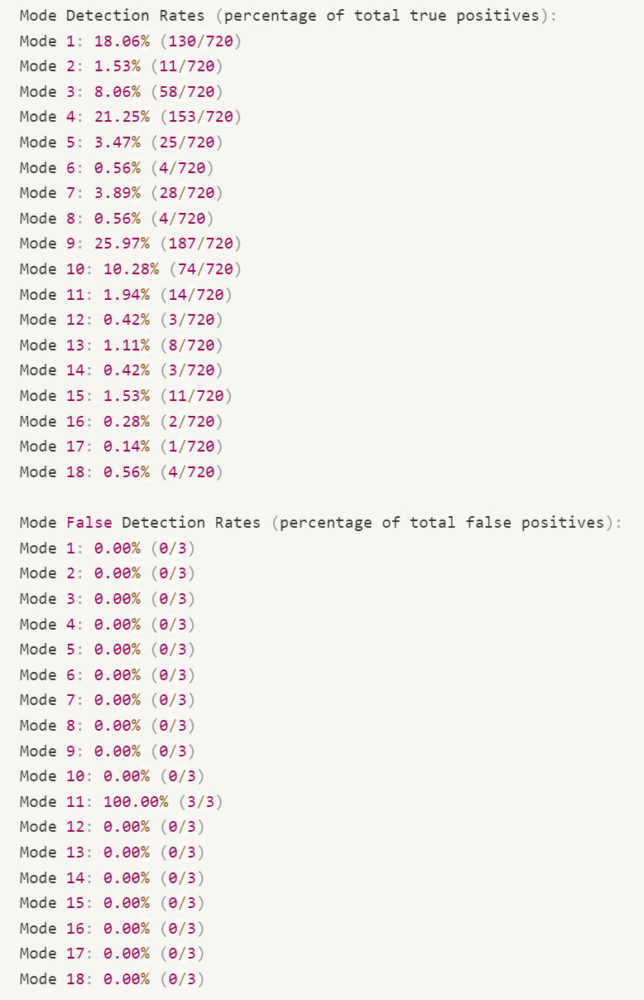 Mode Detection Rates (percentage of total true positives):
Mode 1: 18.06% (130/720)
Mode 2: 1.53% (11/720)
Mode 3: 8.06% (58/720)
Mode 4: 21.25% (153/720)
Mode 5: 3.47% (25/720)
Mode 6: 0.56% (4/720)
Mode 7: 3.89% (28/720)
Mode 8: 0.56% (4/720)
Mode 9: 25.97% (187/720)
Mode 10: 10.28% (74/720)
Mode 11: 1.94% (14/720)
Mode 12: 0.42% (3/720)
Mode 13: 1.11% (8/720)
Mode 14: 0.42% (3/720)
Mode 15: 1.53% (11/720)
Mode 16: 0.28% (2/720)
Mode 17: 0.14% (1/720)
Mode 18: 0.56% (4/720)

Mode False Detection Rates (percentage of total false positives):
Mode 1: 0.00% (0/3)
Mode 2: 0.00% (0/3)
Mode 3: 0.00% (0/3)
Mode 4: 0.00% (0/3)
Mode 5: 0.00% (0/3)
Mode 6: 0.00% (0/3)
Mode 7: 0.00% (0/3)
Mode 8: 0.00% (0/3)
Mode 9: 0.00% (0/3)
Mode 10: 0.00% (0/3)
Mode 11: 100.00% (3/3)
Mode 12: 0.00% (0/3)
Mode 13: 0.00% (0/3)
Mode 14: 0.00% (0/3)
Mode 15: 0.00% (0/3)
Mode 16: 0.00% (0/3)
Mode 17: 0.00% (0/3)
Mode 18: 0.00% (0/3)